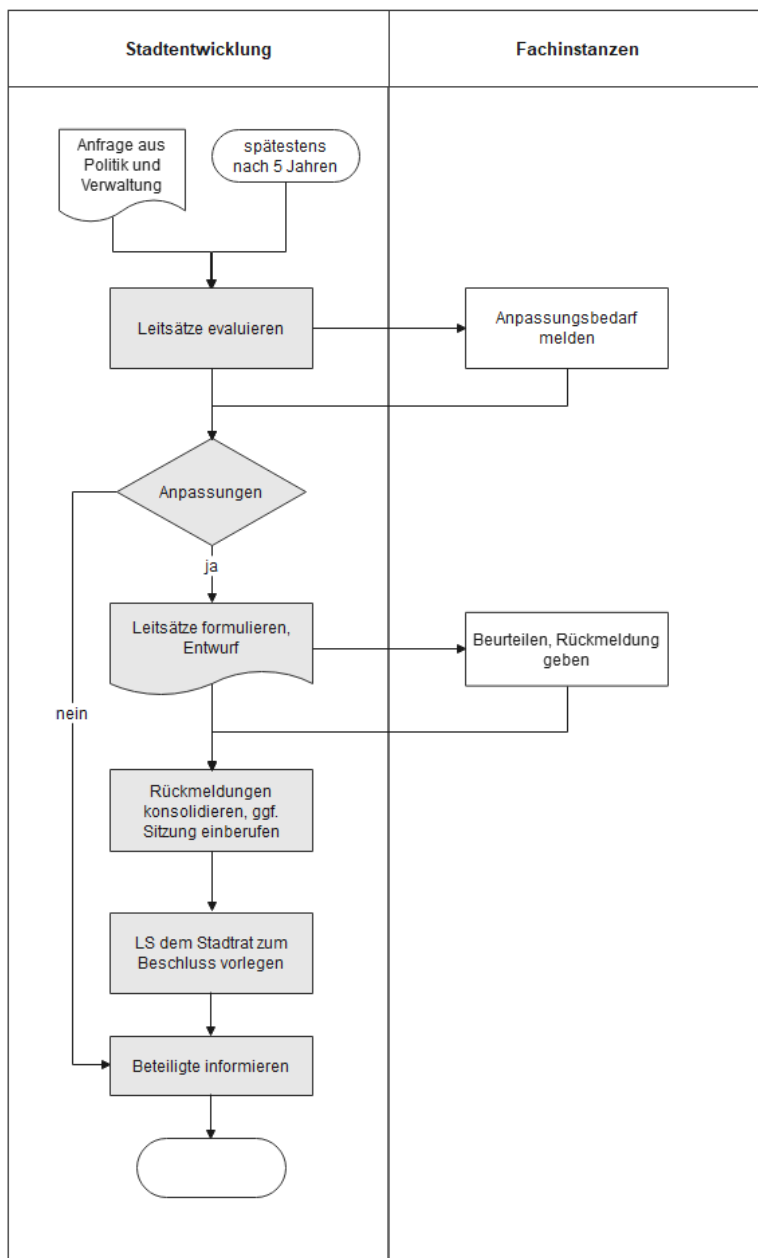 Stadtentwicklung
Fachinstanzen
Anfrage aus
Politik und
Verwaltung
spätestens
nach 5 Jahren
Leitsätze evaluieren
Anpassungsbedarf
melden
Anpassungen
ja
Leitsätze formulieren,
Entwurf
Beurteilen, Rückmeldung
geben
nein
Rückmeldungen
konsolidieren, ggf.
Sitzung einberufen
LS dem Stadtrat zum
Beschluss vorlegen
Beteiligte informieren